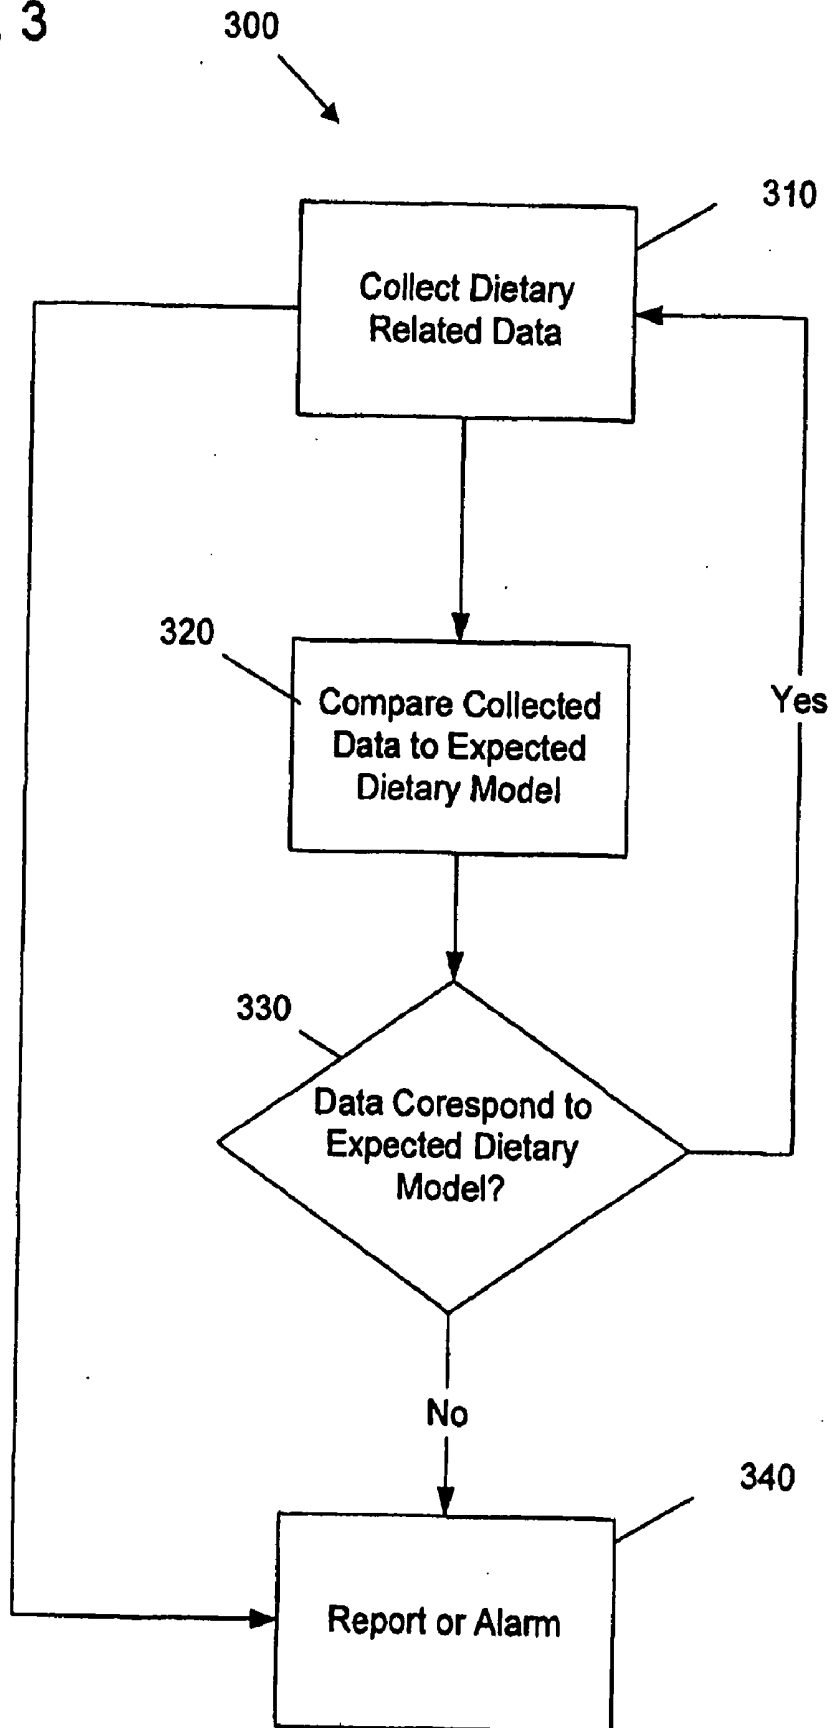 . 3
300
310
Collect Dietary
Related Data
320
Compare Collected
Data to Expected
Dietary Model
Yes
330
Data Corespond to
Expected Dietary
Model?
No
340
Report or Alarm